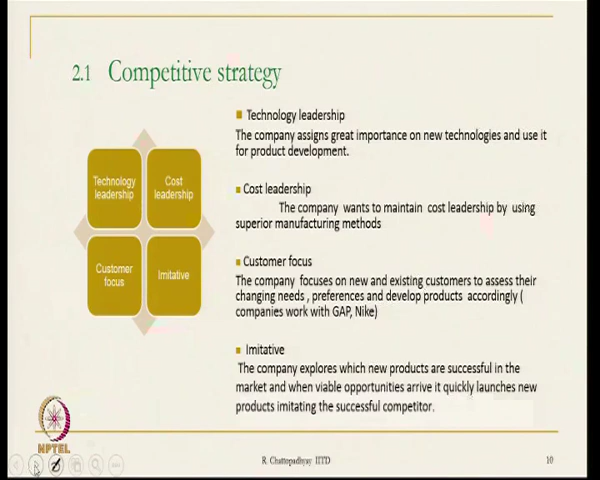 2.1 Competitive strategy
Technology
leadership
Cost
leadership
Customer
focus
Imitative
Technology leadership
The company assigns great importance on new technologies and use it
for product development.
Cost leadership
The company wants to maintain cost leadership by using
superior manufacturing methods
Customer focus
The company focuses on new and existing customers to assess their
changing needs , preferences and develop products accordingly (
companies work with GAP, Nike)
Imitative
The company explores which new products are successful in the
market and when viable opportunities arrive it quickly launches new
products imitating the successful competitor.
NPTEL
R. Chattopadhyay IITD
10